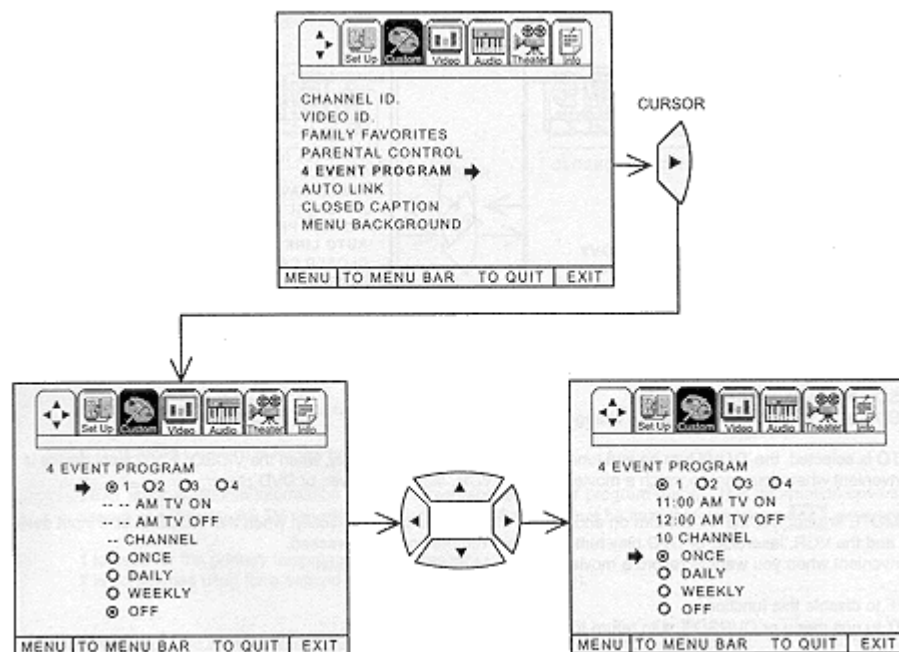 Set Up Custom Video Audio Theater Info
CHANNEL ID.
VIDEO ID.
FAMILY FAVORITES
PARENTAL CONTROL
4 EVENT PROGRAM
AUTO LINK
CLOSED CAPTION
MENU BACKGROUND
MENU TO MENU BAR TO QUIT EXIT
CURSOR
Set Up Custom Video Audio Theater Info
4 EVENT PROGRAM
1 2 3 4
- -:- - AM TV ON
- -:- - AM TV OFF
-- CHANNEL
ONCE
DAILY
WEEKLY
OFF
MENU TO MENU BAR TO QUIT EXIT
Set Up Custom Video Audio Theater Info
4 EVENT PROGRAM
1 2 3 4
11:00 AM TV ON
12:00 AM TV OFF
10 CHANNEL
ONCE
DAILY
WEEKLY
OFF
MENU TO MENU BAR TO QUIT EXIT